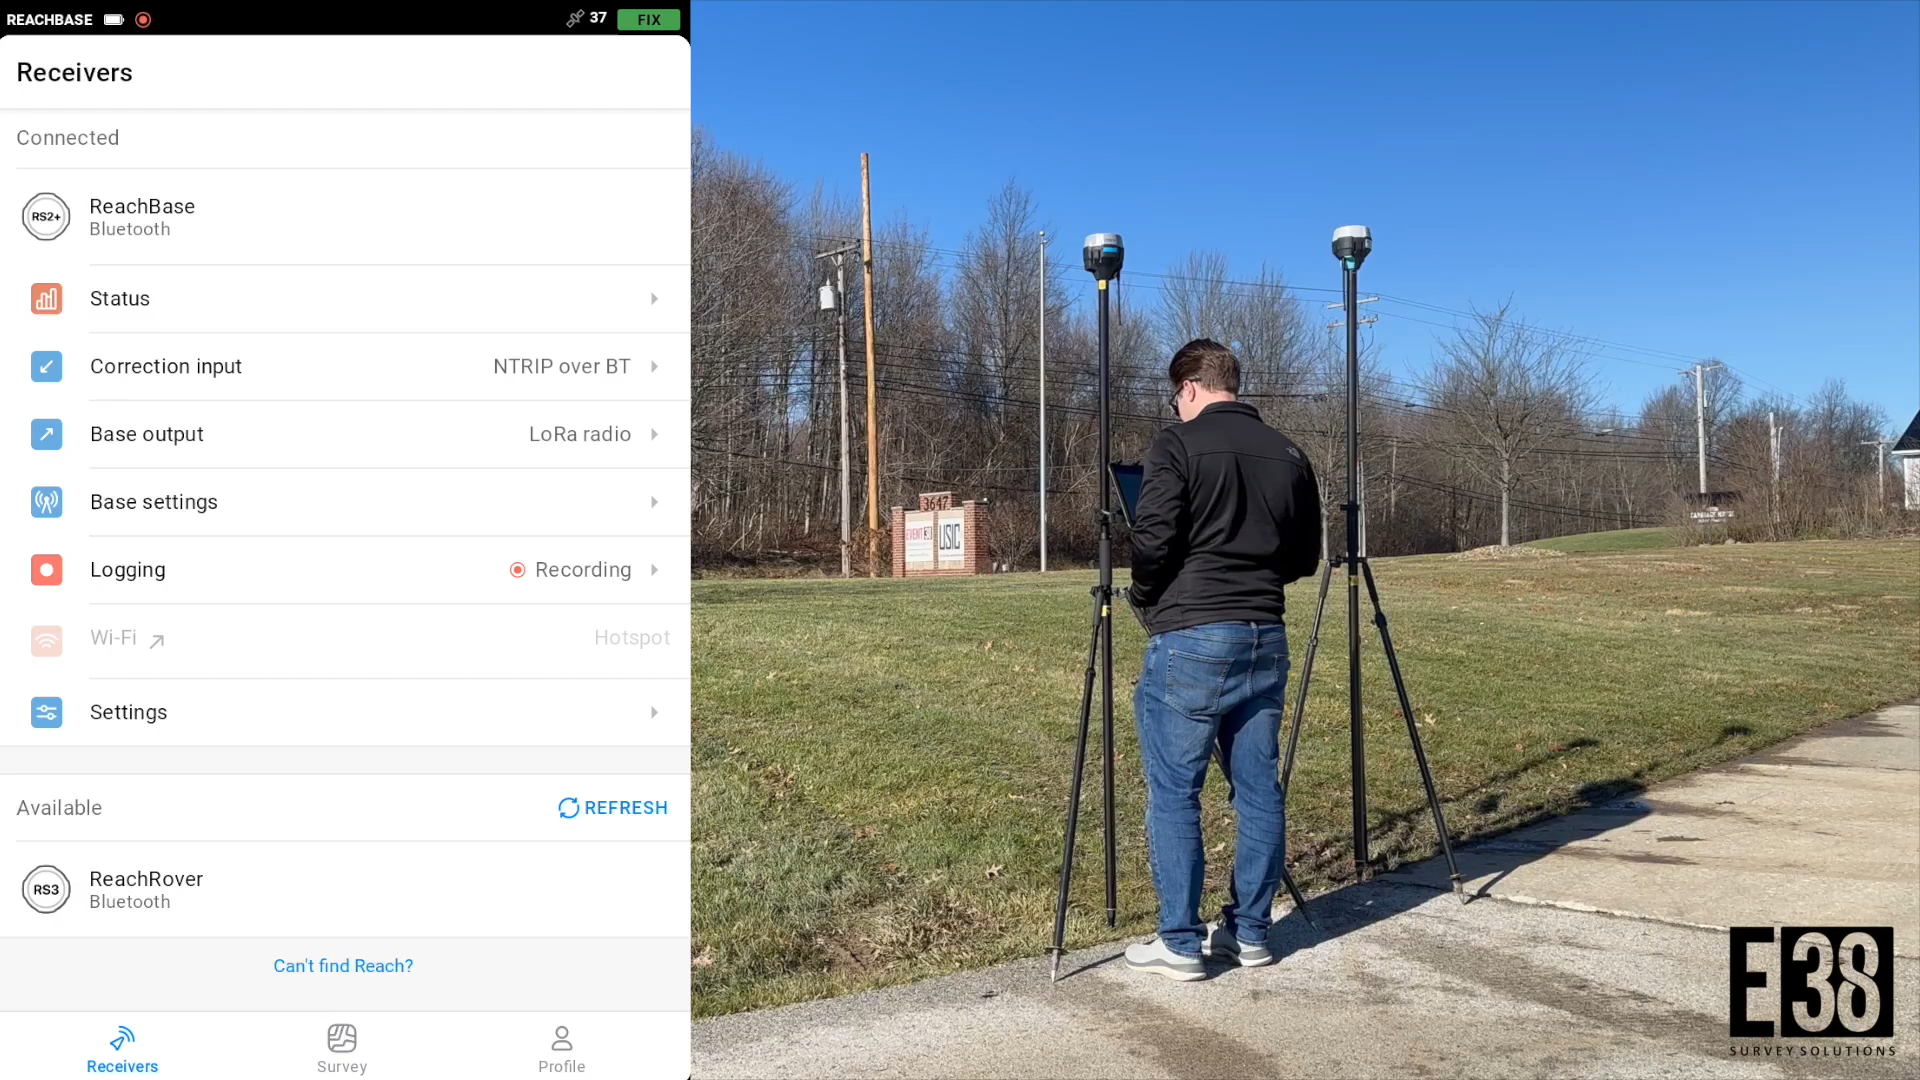 REACHBASE
37
FIX
Receivers
Connected
RS2+
ReachBase
Bluetooth
Status
Correction input
NTRIP over BT
Base output
LoRa radio
Base settings
Logging
Recording
Wi-Fi
Hotspot
Settings
Available
REFRESH
RS3
ReachRover
Bluetooth
Can't find Reach?
Receivers
Survey
Profile
3647
EVENT 38
USIC
E38
SURVEY SOLUTIONS